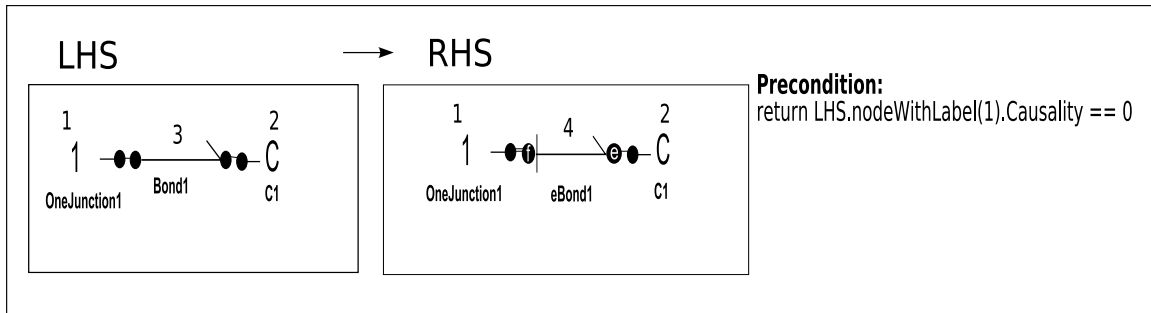 LHS
RHS
1
3
2
1
C
OneJunction1
Bond1
C1
1
4
2
1
f
e
C
OneJunction1
eBond1
C1
Precondition:
return LHS.nodeWithLabel(1).Causality == 0